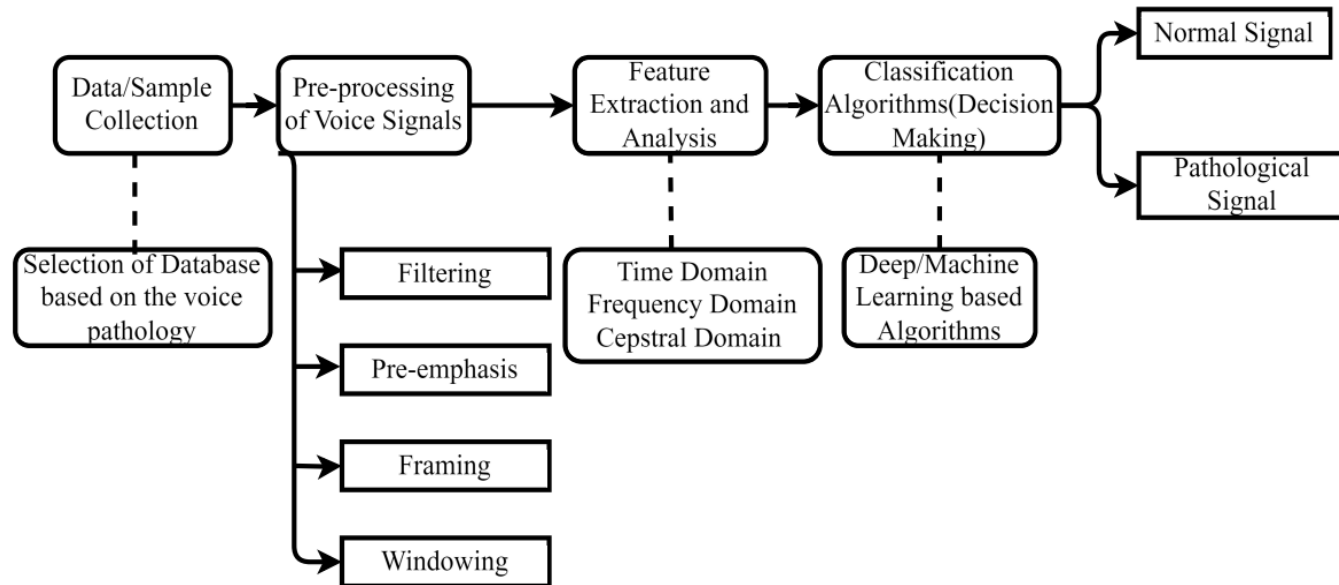 Data/Sample
Collection
Pre-processing
of Voice Signals
Feature
Extraction and
Analysis
Classification
Algorithms(Decision
Making)
Normal Signal
Pathological
Signal
Selection of Database
based on the voice
pathology
Filtering
Pre-emphasis
Framing
Windowing
Time Domain
Frequency Domain
Cepstral Domain
Deep/Machine
Learning based
Algorithms